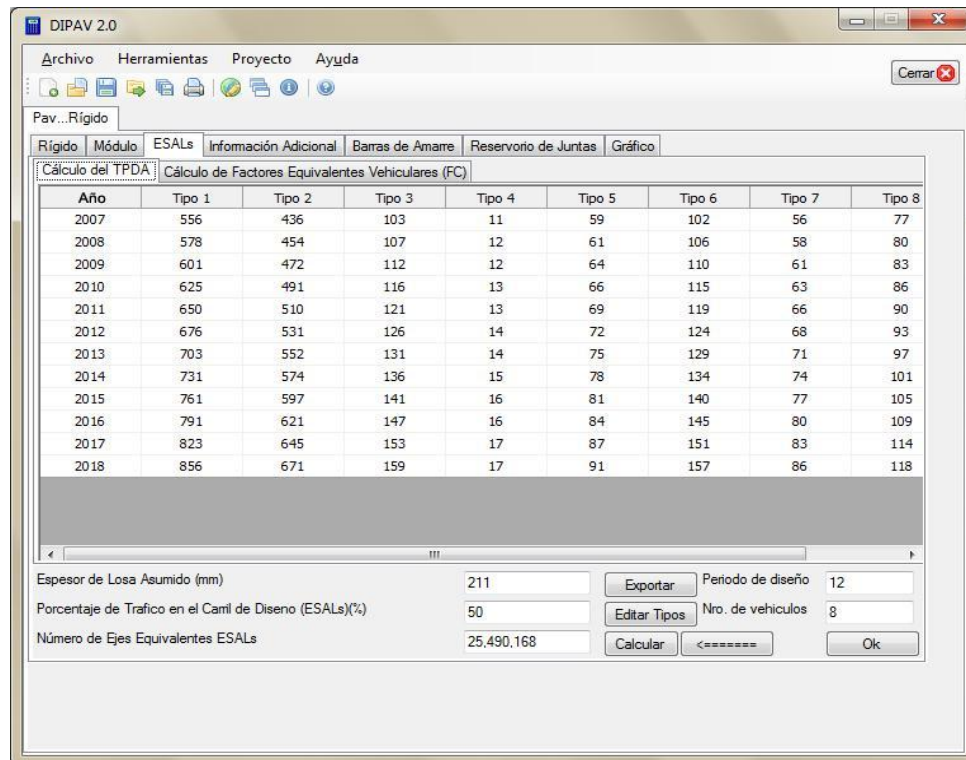 DIPAV 2.0
Archivo Herramientas Proyecto Ayuda
Cerrar
Pav...Rígido
Rígido Módulo ESALs Información Adicional Barras de Amarre Reservorio de Juntas Gráfico
Cálculo del TPDA Cálculo de Factores Equivalentes Vehiculares (FC)
Año Tipo 1 Tipo 2 Tipo 3 Tipo 4 Tipo 5 Tipo 6 Tipo 7 Tipo 8
2007 556 436 103 11 59 102 56 77
2008 578 454 107 12 61 106 58 80
2009 601 472 112 12 64 110 61 83
2010 625 491 116 13 66 115 63 86
2011 650 510 121 13 69 119 66 90
2012 676 531 126 14 72 124 68 93
2013 703 552 131 14 75 129 71 97
2014 731 574 136 15 78 134 74 101
2015 761 597 141 16 81 140 77 105
2016 791 621 147 16 84 145 80 109
2017 823 645 153 17 87 151 83 114
2018 856 671 159 17 91 157 86 118
Espesor de Losa Asumido (mm) 211 Exportar Periodo de diseño 12
Porcentaje de Trafico en el Carril de Diseno (ESALs)(%) 50 Editar Tipos Nro. de vehiculos 8
Número de Ejes Equivalentes ESALs 25,490,168 Calcular <======= Ok